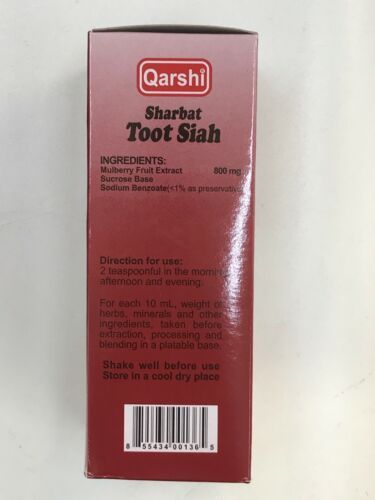 Qarshi
Sharbat
Toot Siah
INGREDIENTS:
Mulberry Fruit Extract 800 mg
Sucrose Base
Sodium Benzoate(<1% as preservative
Direction for use:
2 teaspoonful in the morning
afternoon and evening.
For each 10 mL, weight of
herbs, minerals and other
ingredients, taken before
extraction, processing and
blending in a platable base.
Shake well before use
Store in a cool dry place
8 55434 00136 5